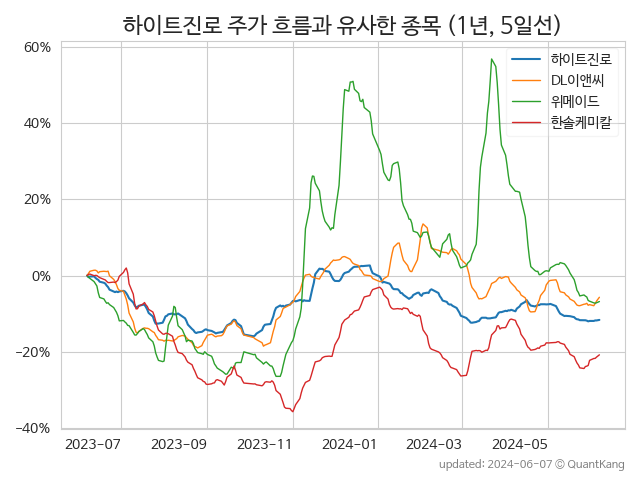 하이트진로 주가 흐름과 유사한 종목 (1년, 5일선)
60%
40%
20%
0%
−20%
−40%
하이트진로
DL이앤씨
위메이드
한솔케미칼
2023-07
2023-09
2023-11
2024-01
2024-03
2024-05
updated: 2024-06-07 © QuantKang